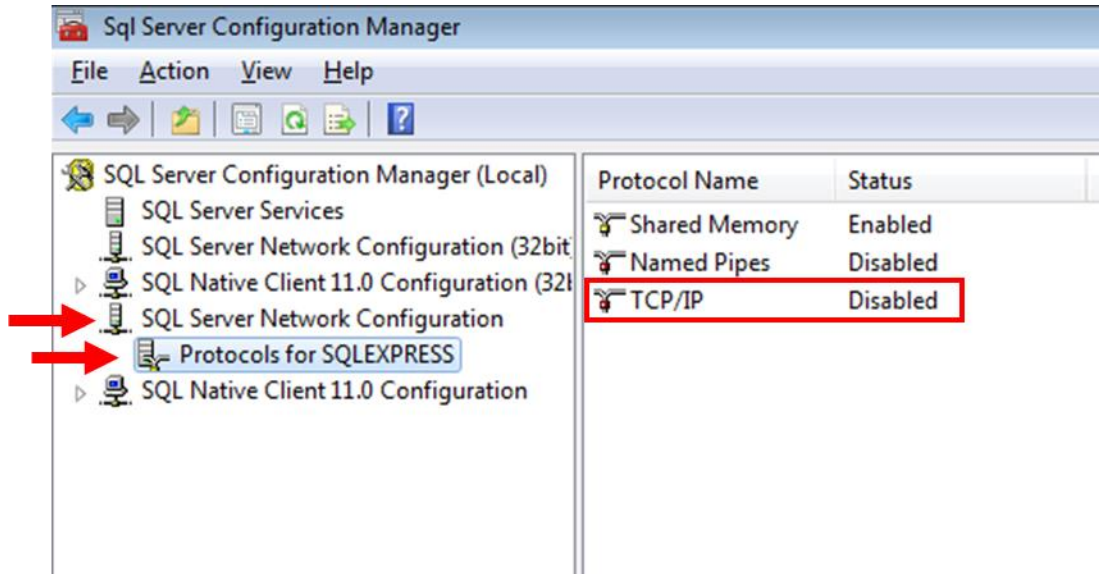 Sql Server Configuration Manager
File Action View Help
SQL Server Configuration Manager (Local)
SQL Server Services
SQL Server Network Configuration (32bit
SQL Native Client 11.0 Configuration (32
SQL Server Network Configuration
Protocols for SQLEXPRESS
SQL Native Client 11.0 Configuration
Protocol Name Status
Shared Memory Enabled
Named Pipes Disabled
TCP/IP Disabled